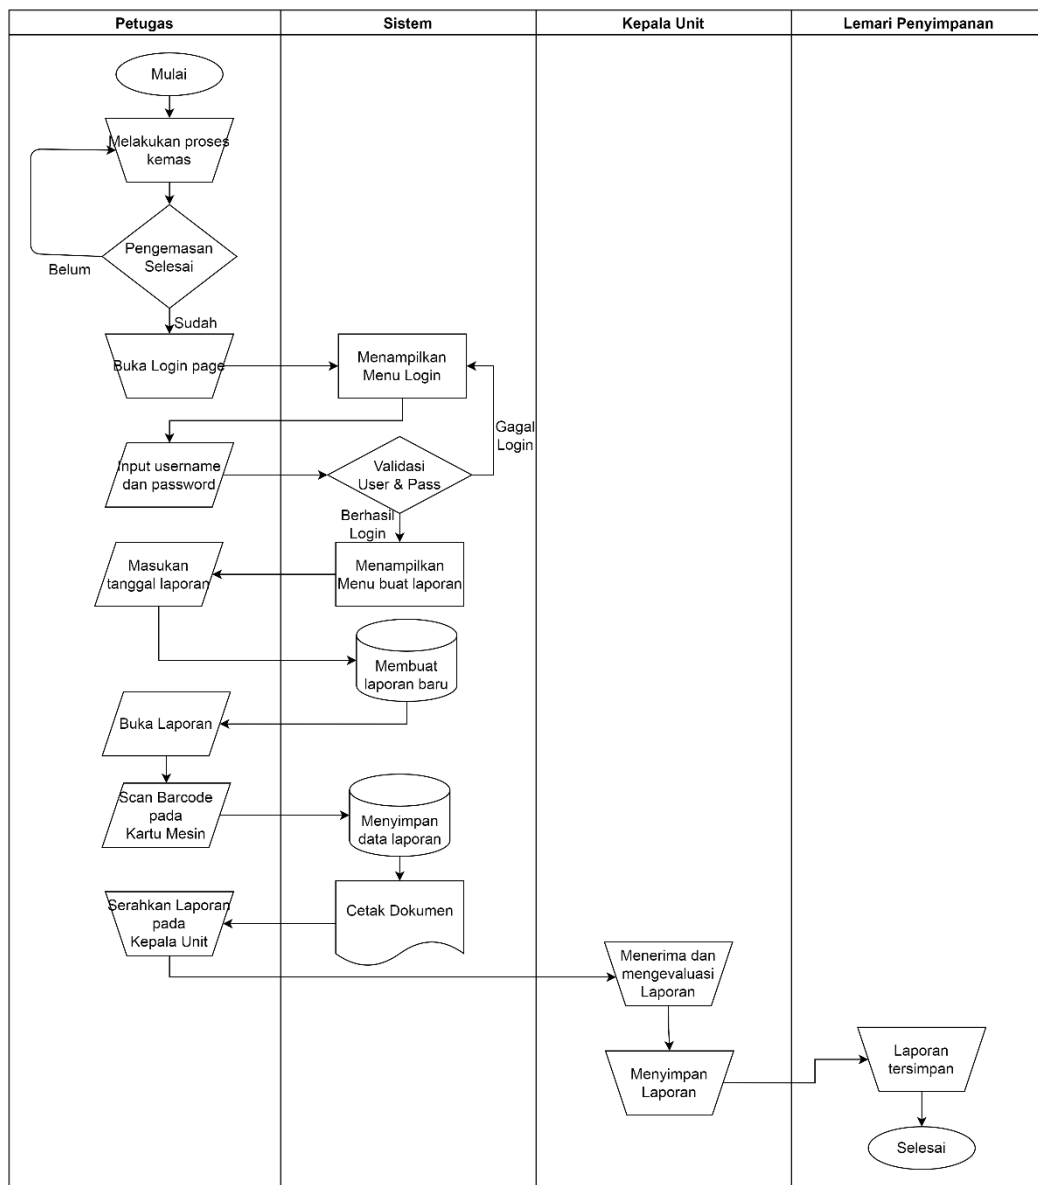 Petugas
Sistem
Kepala Unit
Lemari Penyimpanan
Mulai
Melakukan proses
kemas
Pengemasan
Selesai
Belum
Sudah
Buka Login page
Menampilkan
Menu Login
Gagal
Login
Input username
dan password
Validasi
User & Pass
Berhasil
Login
Menampilkan
Menu buat laporan
Masukan
tanggal laporan
Membuat
laporan baru
Buka Laporan
Scan Barcode
pada
Kartu Mesin
Menyimpan
data laporan
Cetak Dokumen
Serahkan Laporan
pada
Kepala Unit
Menerima dan
mengevaluasi
Laporan
Menyimpan
Laporan
Laporan
tersimpan
Selesai